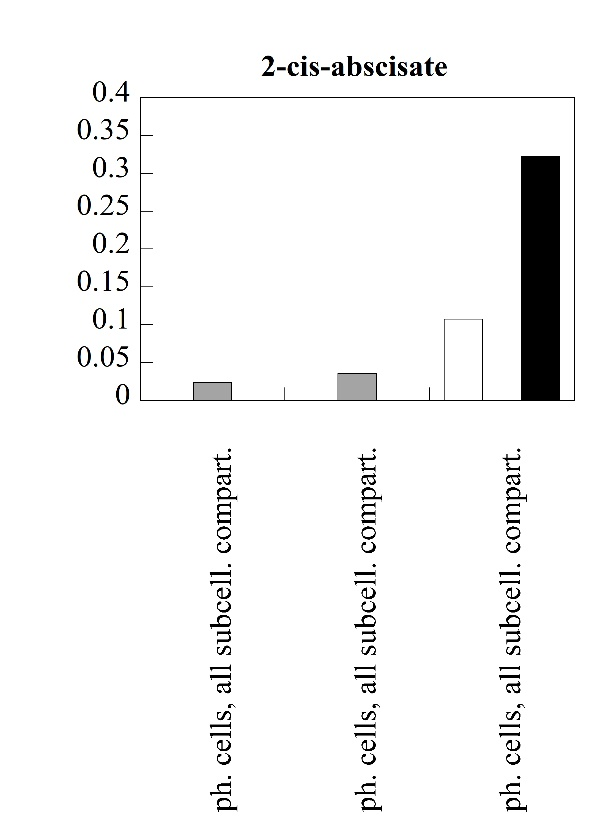 2-cis-abscisate
0.4
0.35
0.3
0.25
0.2
0.15
0.1
0.05
0
ph. cells, all subcell. compart.
ph. cells, all subcell. compart.
ph. cells, all subcell. compart.